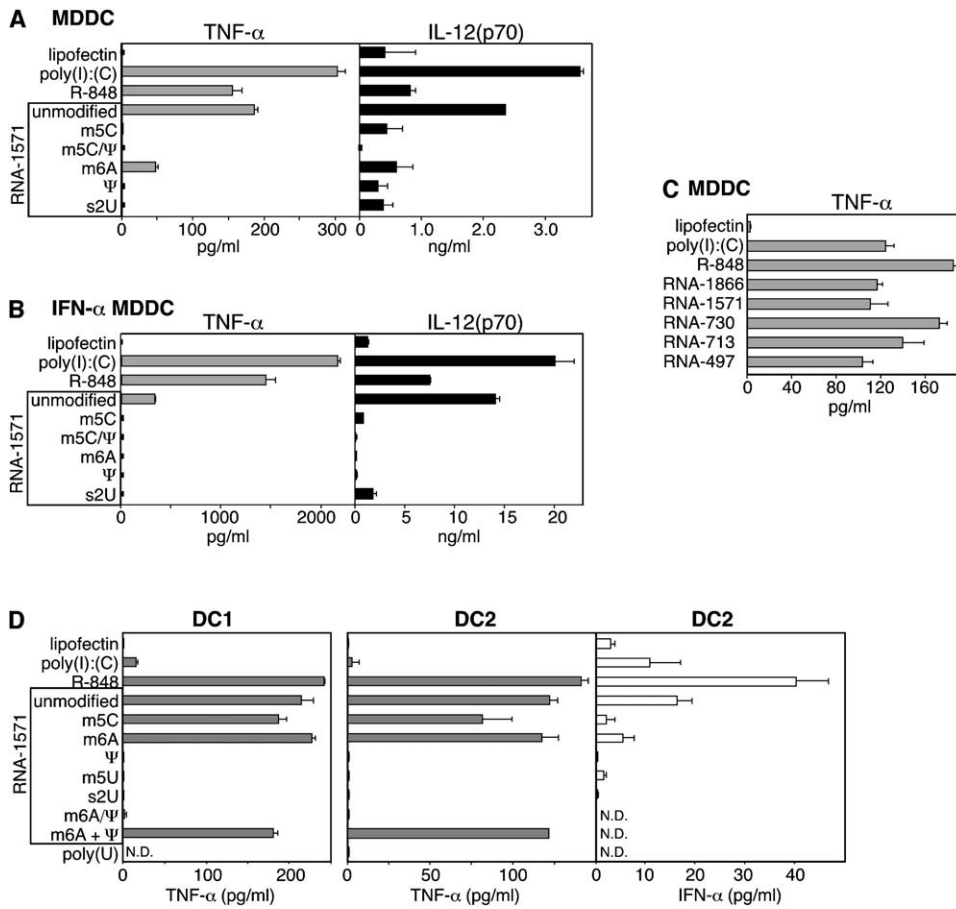 A MDDC
TNF-α IL-12(p70)
lipofectin
poly(I):(C)
R-848
unmodified
m5C
m5C/Ψ
m6A
Ψ
s2U
RNA-1571
0 100 200 300 0 1.0 2.0 3.0
pg/ml ng/ml
B IFN-α MDDC
TNF-α IL-12(p70)
lipofectin
poly(I):(C)
R-848
unmodified
m5C
m5C/Ψ
m6A
Ψ
s2U
RNA-1571
0 1000 2000 0 5 10 15 20
pg/ml ng/ml
C MDDC
TNF-α
lipofectin
poly(I):(C)
R-848
RNA-1866
RNA-1571
RNA-730
RNA-713
RNA-497
0 40 80 120 160
pg/ml
D DC1 DC2 DC2
lipofectin
poly(I):(C)
R-848
unmodified
m5C
m6A
Ψ
m5U
s2U
m6A/Ψ N.D.
m6A + Ψ N.D.
poly(U) N.D. N.D.
RNA-1571
0 100 200 0 100 0 10 20 30 40
TNF-α (pg/ml) TNF-α (pg/ml) IFN-α (pg/ml)